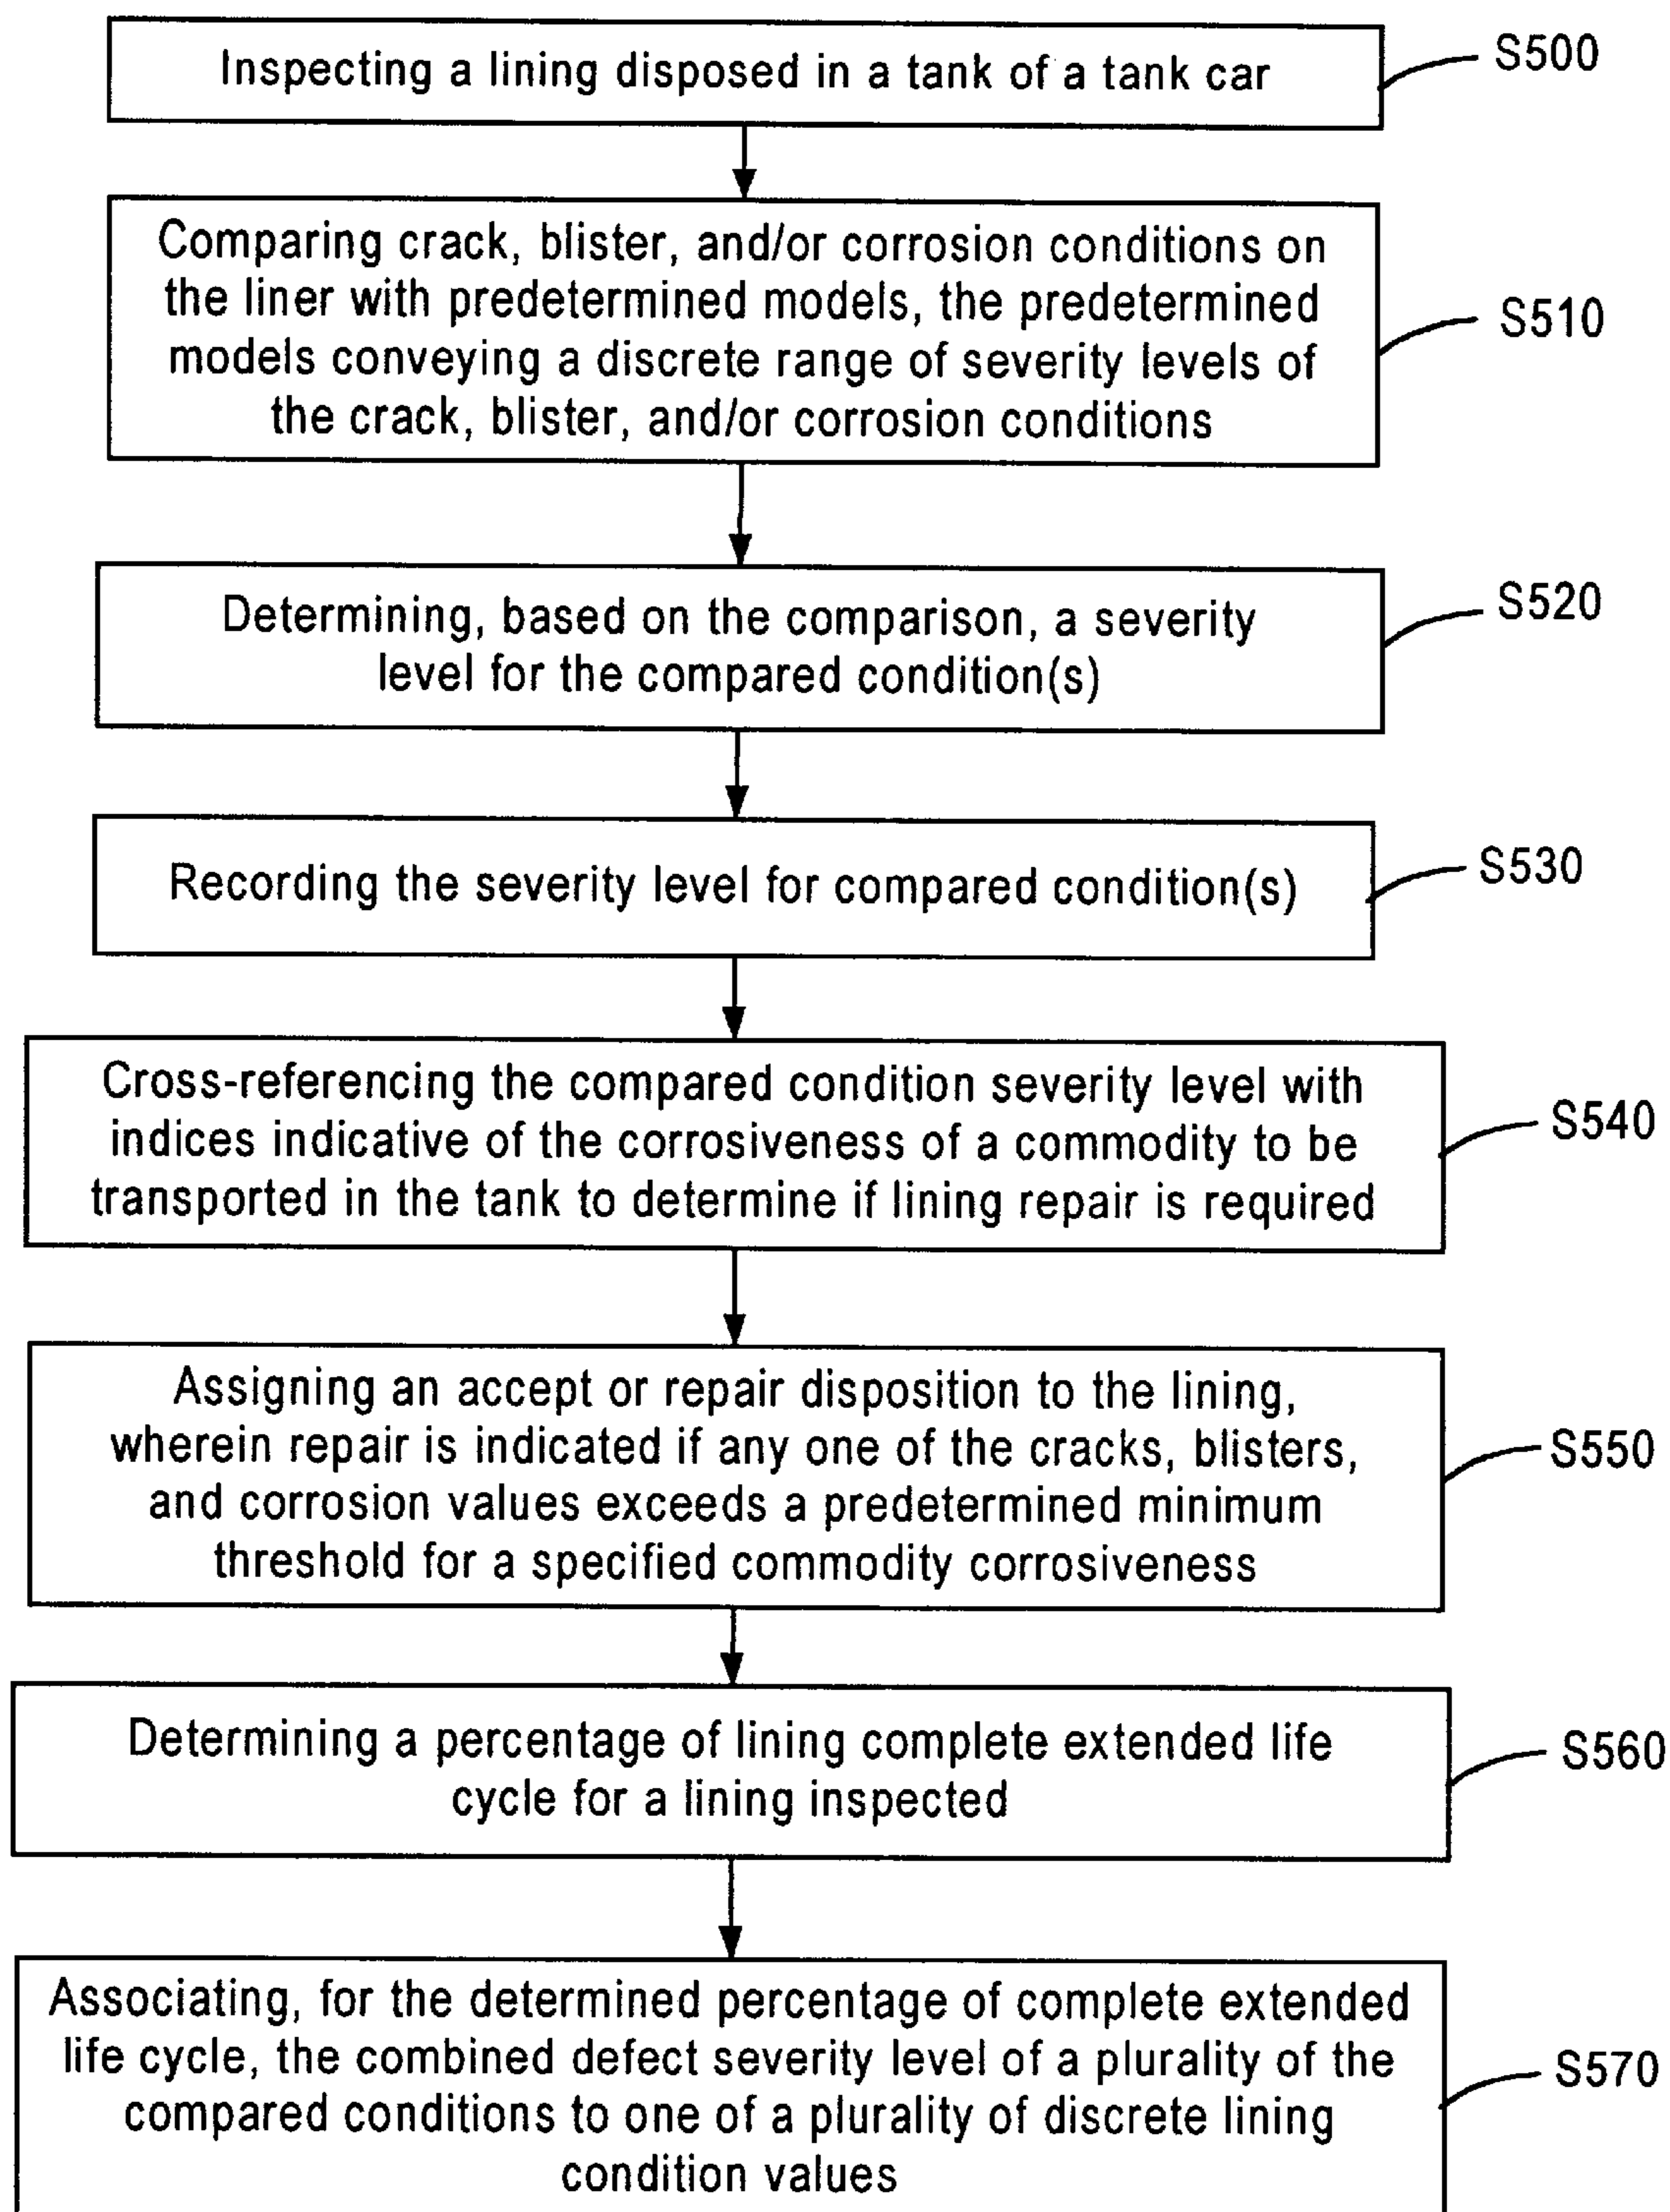 Inspecting a lining disposed in a tank of a tank car
S500
Comparing crack, blister, and/or corrosion conditions on
the liner with predetermined models, the predetermined
models conveying a discrete range of severity levels of
the crack, blister, and/or corrosion conditions
S510
Determining, based on the comparison, a severity
level for the compared condition(s)
S520
Recording the severity level for compared condition(s)
S530
Cross-referencing the compared condition severity level with
indices indicative of the corrosiveness of a commodity to be
transported in the tank to determine if lining repair is required
S540
Assigning an accept or repair disposition to the lining,
wherein repair is indicated if any one of the cracks, blisters,
and corrosion values exceeds a predetermined minimum
threshold for a specified commodity corrosiveness
S550
Determining a percentage of lining complete extended life
cycle for a lining inspected
S560
Associating, for the determined percentage of complete extended
life cycle, the combined defect severity level of a plurality of the
compared conditions to one of a plurality of discrete lining
condition values
S570